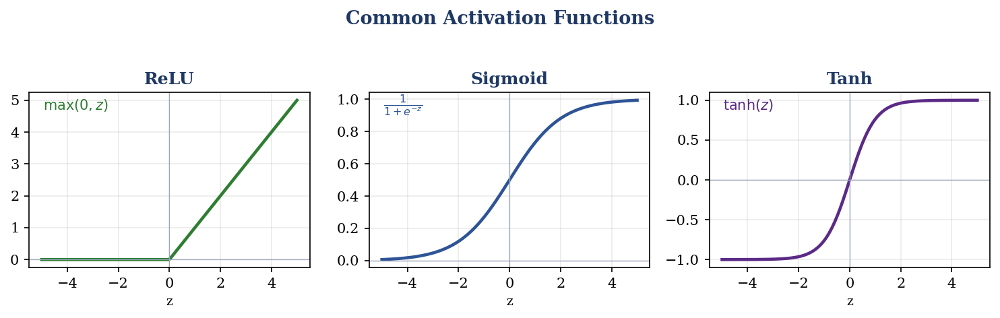 Common Activation Functions
ReLU
max(0, z)
5
4
3
2
1
0
−4 −2 0 2 4
z
Sigmoid
1
1 + e^{−z}
1.0
0.8
0.6
0.4
0.2
0.0
−4 −2 0 2 4
z
Tanh
tanh(z)
1.0
0.5
0.0
−0.5
−1.0
−4 −2 0 2 4
z